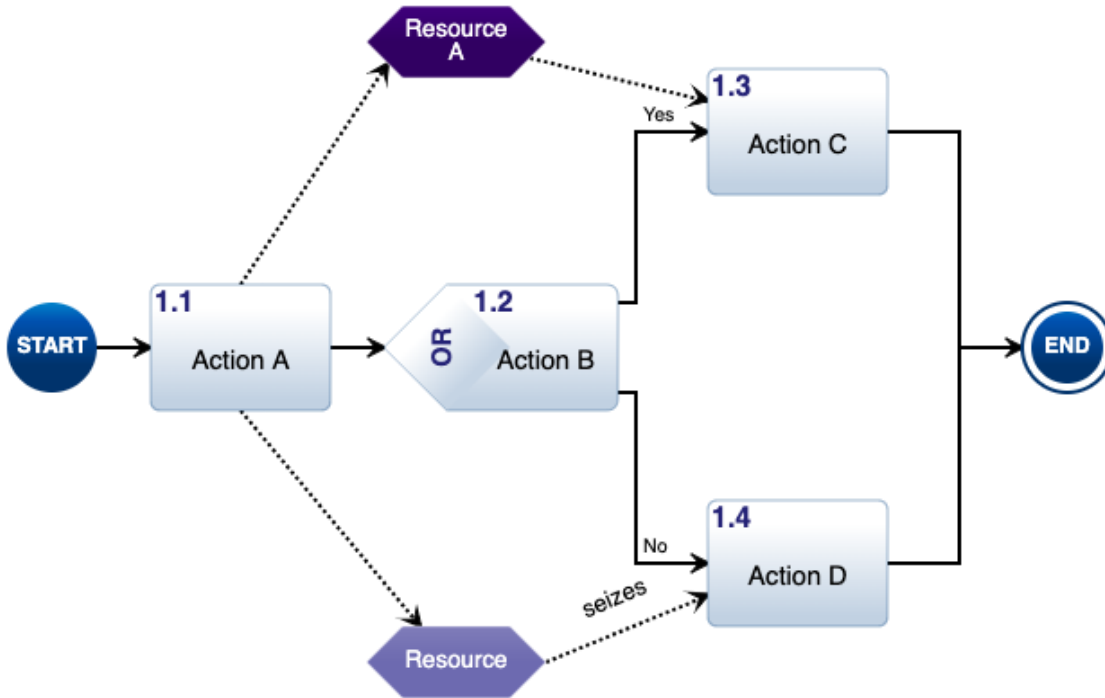 Resource
A
1.3
Yes
Action C
1.1
1.2
START
OR
Action A
Action B
END
1.4
No
Action D
seizes
Resource